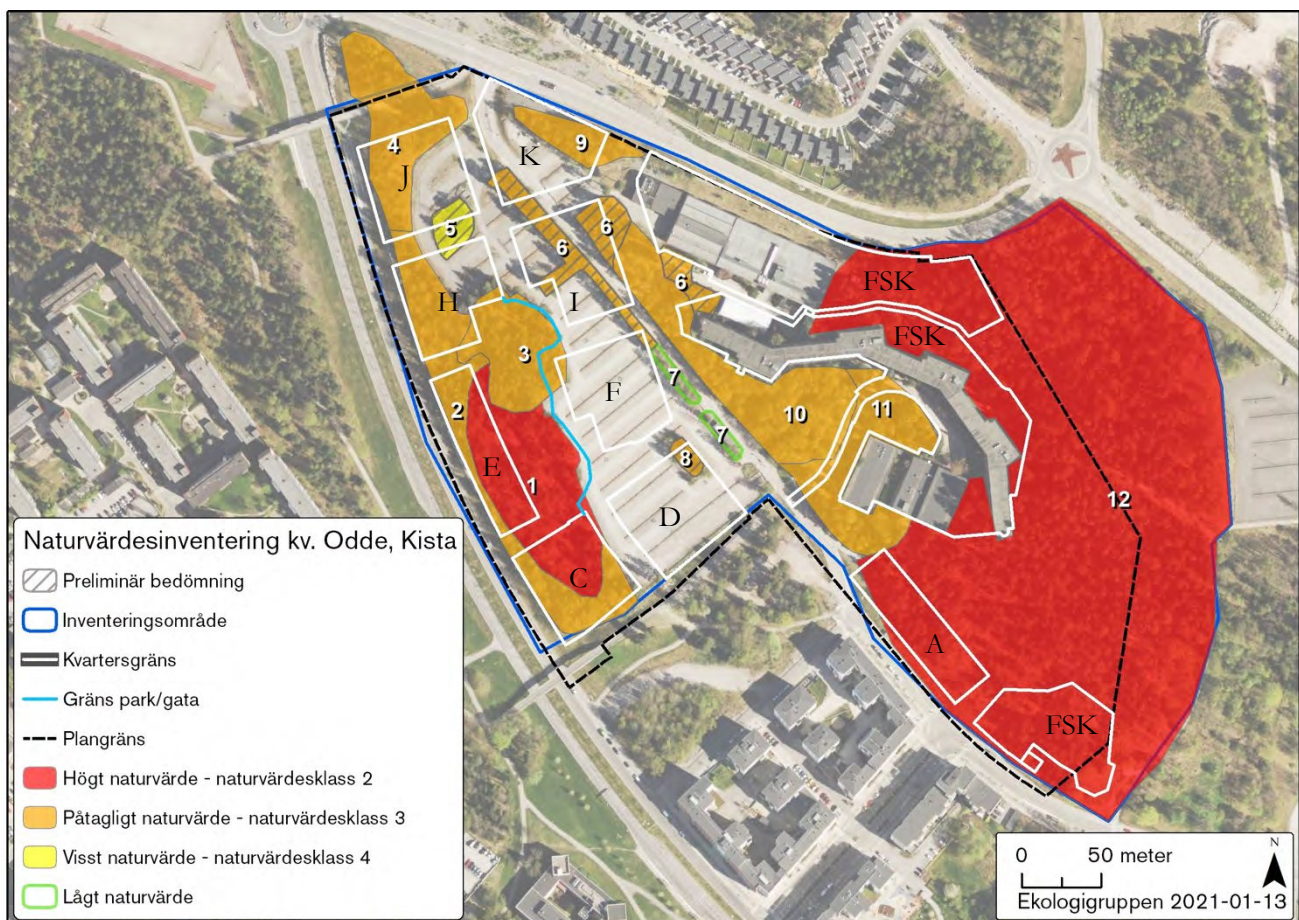 K
9
4
J
6
6
5
6
FSK
H
I
FSK
3
7
F
2
10
11
7
8
E
1
12
D
C
A
FSK
Naturvärdesinventering kv. Odde, Kista
Preliminär bedömning
Inventeringsområde
Kvartersgräns
Gräns park/gata
Plangräns
Högt naturvärde - naturvärdesklass 2
Påtagligt naturvärde - naturvärdesklass 3
Visst naturvärde - naturvärdesklass 4
Lågt naturvärde
N
0 50 meter
Ekologigruppen 2021-01-13